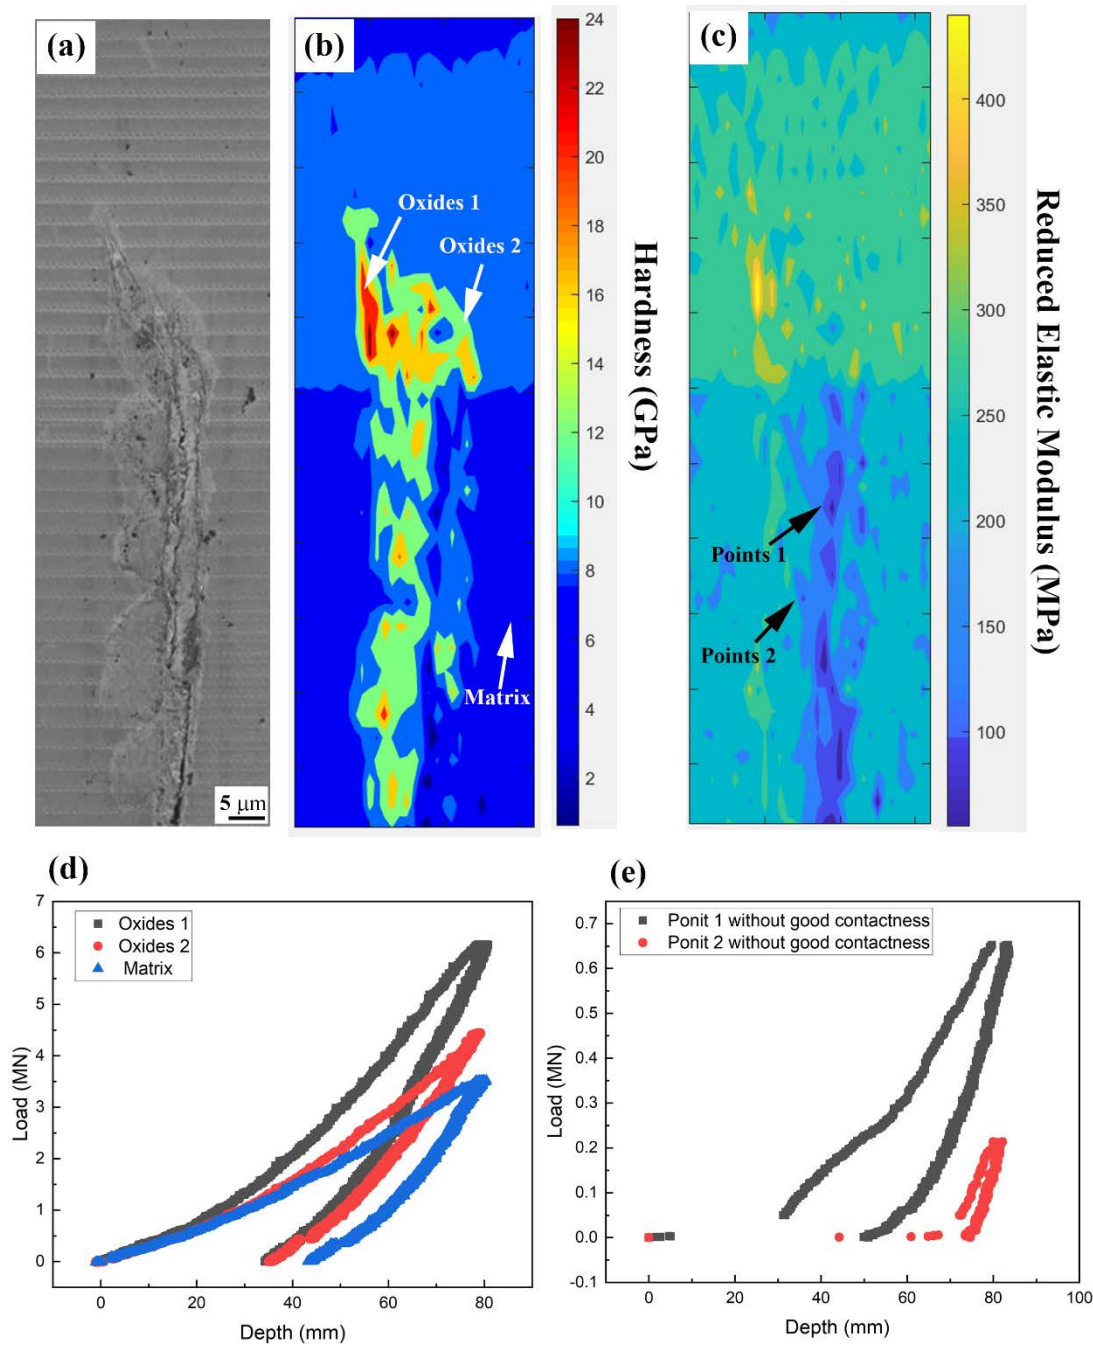 (a)
5 μm
(b)
Oxides 1
Oxides 2
Matrix
24
22
20
18
16
14
12
10
8
6
4
2
Hardness (GPa)
(c)
Points 1
Points 2
400
350
300
250
200
150
100
Reduced Elastic Modulus (MPa)
(d)
7
6
5
4
3
2
1
0
Load (MN)
Oxides 1
Oxides 2
Matrix
0
20
40
60
80
Depth (mm)
(e)
0.7
0.6
0.5
0.4
0.3
0.2
0.1
0.0
-0.1
Load (MN)
Ponit 1 without good contactness
Ponit 2 without good contactness
0
20
40
60
80
100
Depth (mm)